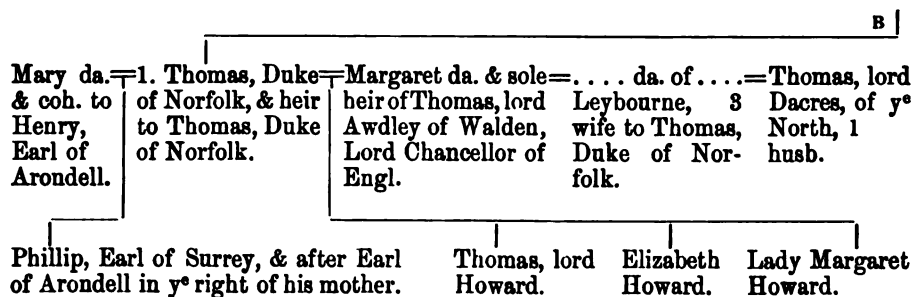 B
Mary da. & coh. to Henry, Earl of Arondell.
1. Thomas, Duke of Norfolk, & heir to Thomas, Duke of Norfolk.
Margaret da. & sole heir of Thomas, lord Awdley of Walden, Lord Chancellor of Engl.
. . . . da. of . . . . Leybourne, 3 wife to Thomas, Duke of Norfolk.
Thomas, lord Dacres, of yᵉ North, 1 husb.
Phillip, Earl of Surrey, & after Earl of Arondell in yᵉ right of his mother.
Thomas, lord Howard.
Elizabeth Howard.
Lady Margaret Howard.